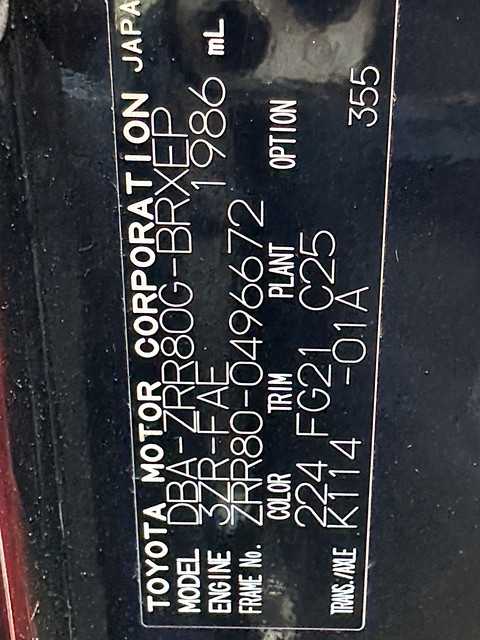 TOYOTA MOTOR CORPORATION JAPAN
MODEL DBA-ZRR80G-BRXEP
ENGINE 3ZR-FAE 1986 mL
FRAME No. ZRR80-0496672
COLOR TRIM PLANT OPTION
224 FG21 C25
TRANS./AXLE K114 -01A 355